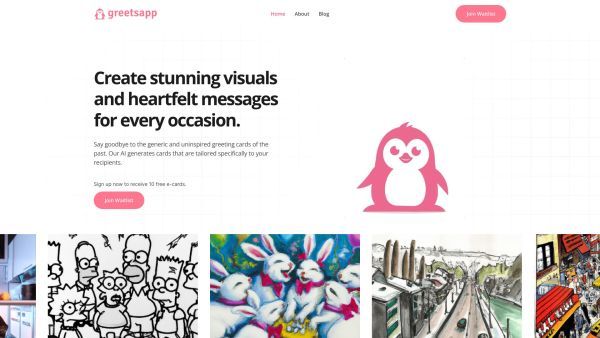 greetsapp
Home
About
Blog
Join Waitlist
Create stunning visuals
and heartfelt messages
for every occasion.
Say goodbye to the generic and uninspired greeting cards of the
past. Our AI generates cards that are tailored specifically to your
recipients.
Sign up now to receive 10 free e-cards.
Join Waitlist